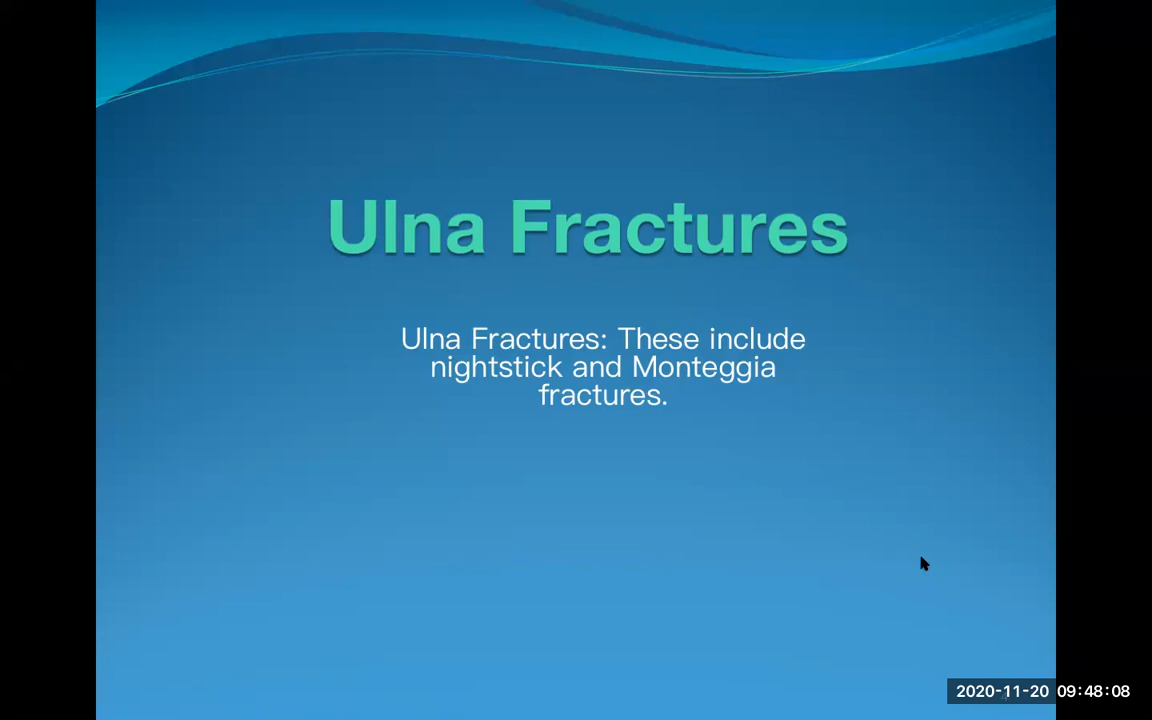 Ulna Fractures
Ulna Fractures: These include
nightstick and Monteggia
fractures.
2020-11-20 09:48:08